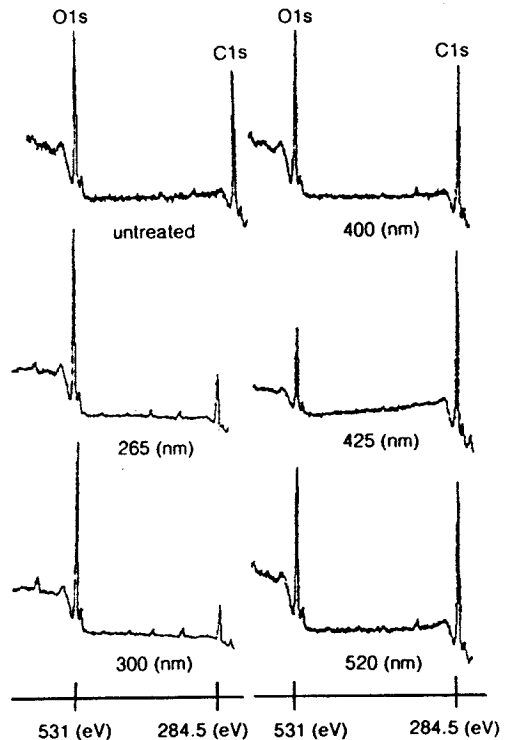 O1s
C1s
O1s
C1s
untreated
400 (nm)
265 (nm)
425 (nm)
300 (nm)
520 (nm)
531 (eV)
284.5 (eV)
531 (eV)
284.5 (eV)